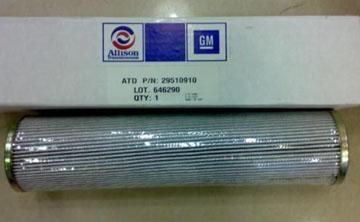 Allison
GM
ATD P/N: 29510910
LOT. 646290
QTY: 1